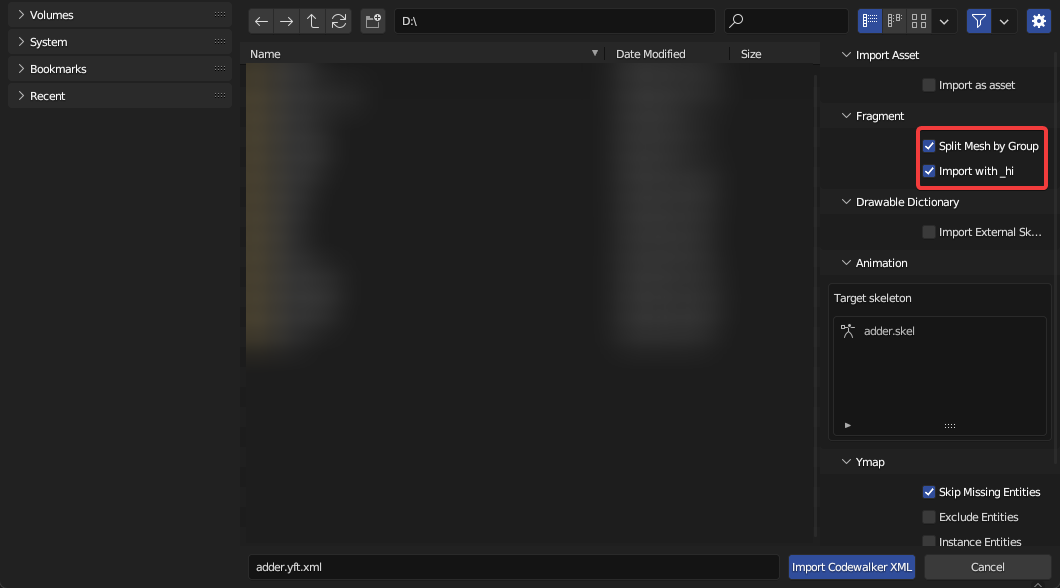 Volumes
System
Bookmarks
Recent
D:\
Name
Date Modified
Size
Import Asset
Import as asset
Fragment
Split Mesh by Group
Import with _hi
Drawable Dictionary
Import External Sk...
Animation
Target skeleton
adder.skel
Ymap
Skip Missing Entities
Exclude Entities
Instance Entities
adder.yft.xml
Import Codewalker XML
Cancel